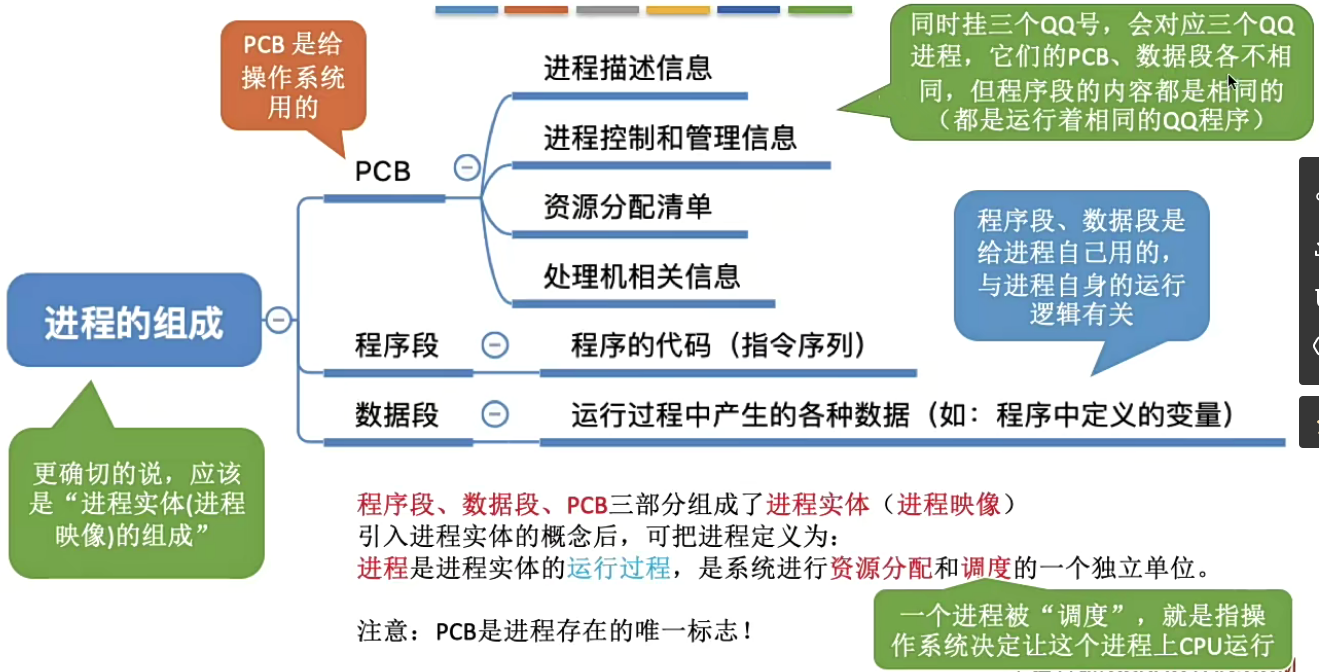 PCB 是给
操作系统
用的
同时挂三个QQ号，会对应三个QQ
进程，它们的PCB、数据段各不相
同，但程序段的内容都是相同的
（都是运行着相同的QQ程序）
进程描述信息
进程控制和管理信息
PCB
资源分配清单
处理机相关信息
程序段、数据段是
给进程自己用的，
与进程自身的运行
逻辑有关
进程的组成
程序段
程序的代码（指令序列）
数据段
运行过程中产生的各种数据（如：程序中定义的变量）
更确切的说，应该
是“进程实体(进程
映像)的组成”
程序段、数据段、PCB三部分组成了进程实体（进程映像）
引入进程实体的概念后，可把进程定义为：
进程是进程实体的运行过程，是系统进行资源分配和调度的一个独立单位。
一个进程被“调度”，就是指操
作系统决定让这个进程上CPU运行
注意：PCB是进程存在的唯一标志！